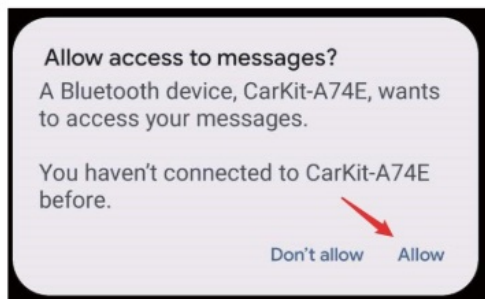 Allow access to messages?
A Bluetooth device, CarKit-A74E, wants
to access your messages.
You haven't connected to CarKit-A74E
before.
Don't allow Allow